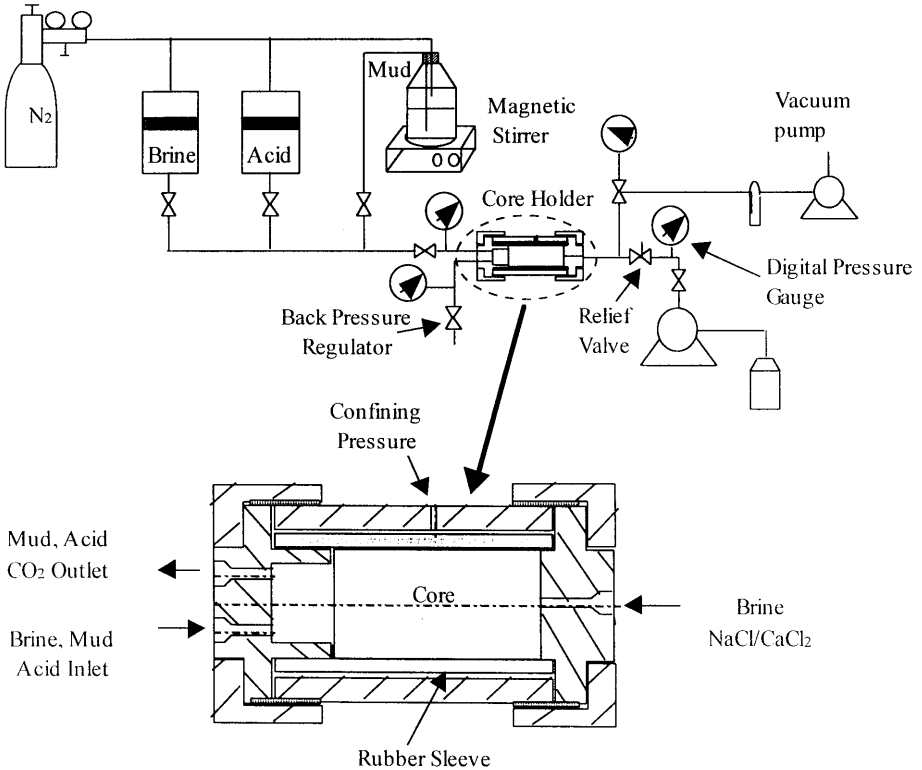 N2
Brine
Acid
Mud
Magnetic
Stirrer
Vacuum
pump
Core Holder
Digital Pressure
Gauge
Back Pressure
Regulator
Relief
Valve
Confining
Pressure
Mud, Acid
CO2 Outlet
Core
Brine, Mud
Acid Inlet
Brine
NaCl/CaCl2
Rubber Sleeve